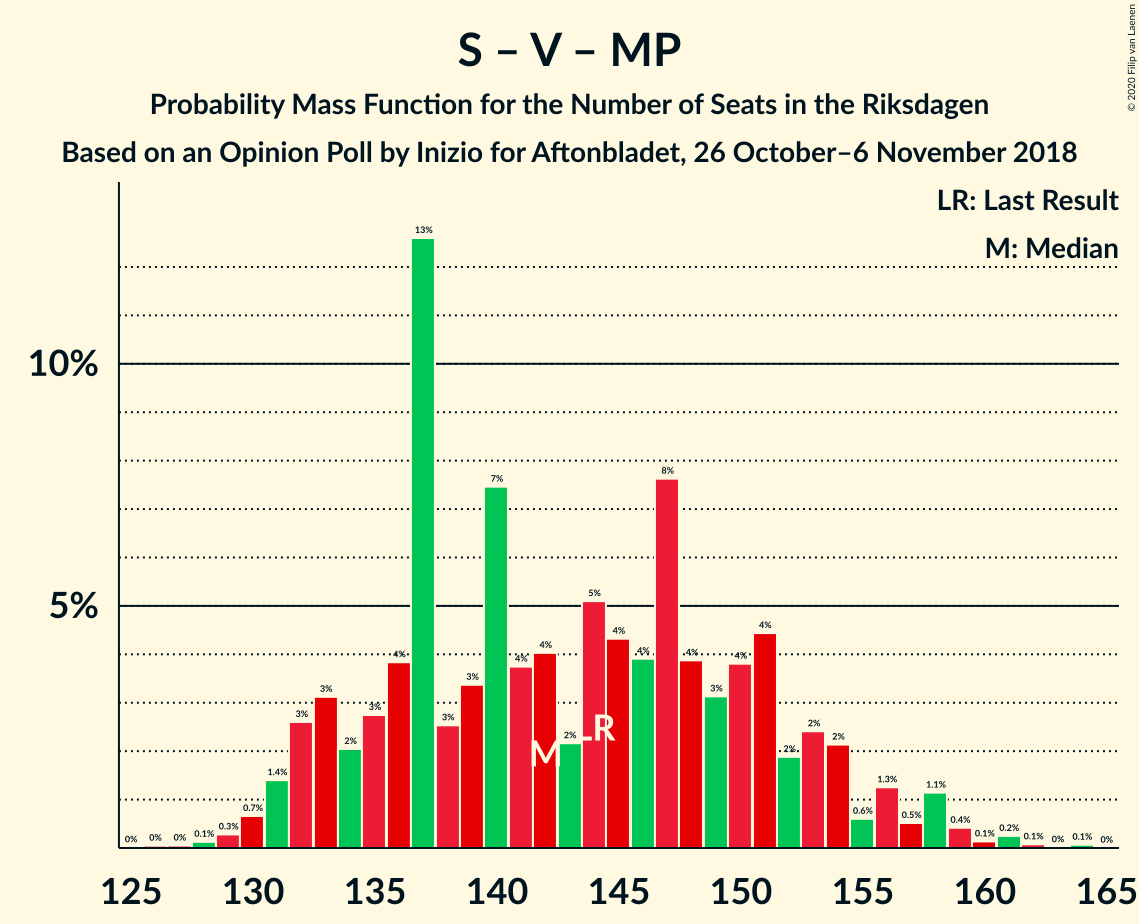 S – V – MP
Probability Mass Function for the Number of Seats in the Riksdagen
Based on an Opinion Poll by Inizio for Aftonbladet, 26 October–6 November 2018
© 2020 Filip van Laenen
LR: Last Result
M: Median
10%
5%
0% 0% 0% 0.1% 0.3% 0.7% 1.4% 3% 3% 2% 3% 4% 13% 3% 3% 7% 4% 4% 2% 5% 4% 4% 8% 4% 3% 4% 4% 2% 2% 2% 0.6% 1.3% 0.5% 1.1% 0.4% 0.1% 0.2% 0.1% 0% 0.1% 0%
M LR
125 130 135 140 145 150 155 160 165